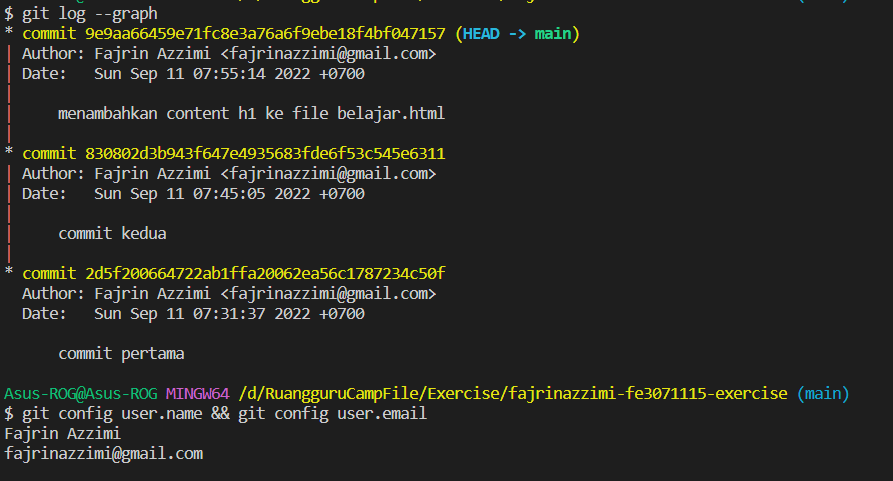 $ git log --graph
* commit 9e9aa66459e71fc8e3a76a6f9ebe18f4bf047157 (HEAD -> main)
| Author: Fajrin Azzimi <fajrinazzimi@gmail.com>
| Date:   Sun Sep 11 07:55:14 2022 +0700
|
|     menambahkan content h1 ke file belajar.html
|
* commit 830802d3b943f647e4935683fde6f53c545e6311
| Author: Fajrin Azzimi <fajrinazzimi@gmail.com>
| Date:   Sun Sep 11 07:45:05 2022 +0700
|
|     commit kedua
|
* commit 2d5f200664722ab1ffa20062ea56c1787234c50f
  Author: Fajrin Azzimi <fajrinazzimi@gmail.com>
  Date:   Sun Sep 11 07:31:37 2022 +0700
      commit pertama
Asus-ROG@Asus-ROG MINGW64 /d/RuangguruCampFile/Exercise/fajrinazzimi-fe3071115-exercise (main)
$ git config user.name && git config user.email
Fajrin Azzimi
fajrinazzimi@gmail.com